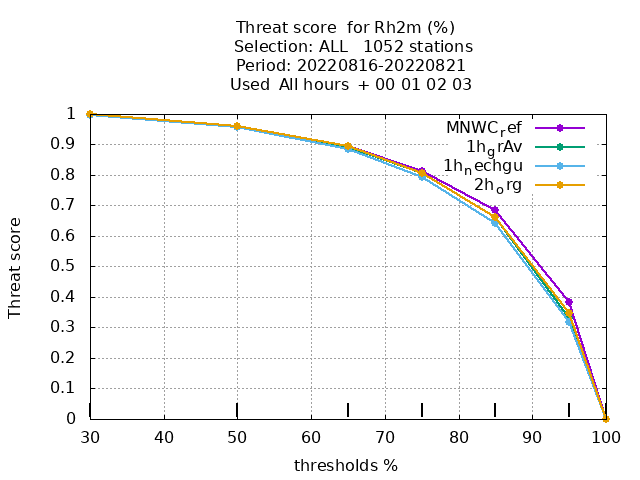 Threat score  for Rh2m (%)
Selection: ALL   1052 stations
Period: 20220816-20220821
Used  All hours  + 00 01 02 03
MNWC_ref
1h_grAv
1h_nechgu
2h_org
Threat score
1
0.9
0.8
0.7
0.6
0.5
0.4
0.3
0.2
0.1
0
30 40 50 60 70 80 90 100
thresholds %